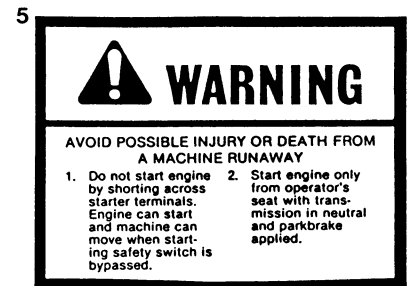 5
WARNING
AVOID POSSIBLE INJURY OR DEATH FROM
A MACHINE RUNAWAY
1. Do not start engine
by shorting across
starter terminals.
Engine can start
and machine can
move when start-
ing safety switch is
bypassed.
2. Start engine only
from operator's
seat with trans-
mission in neutral
and parkbrake
applied.